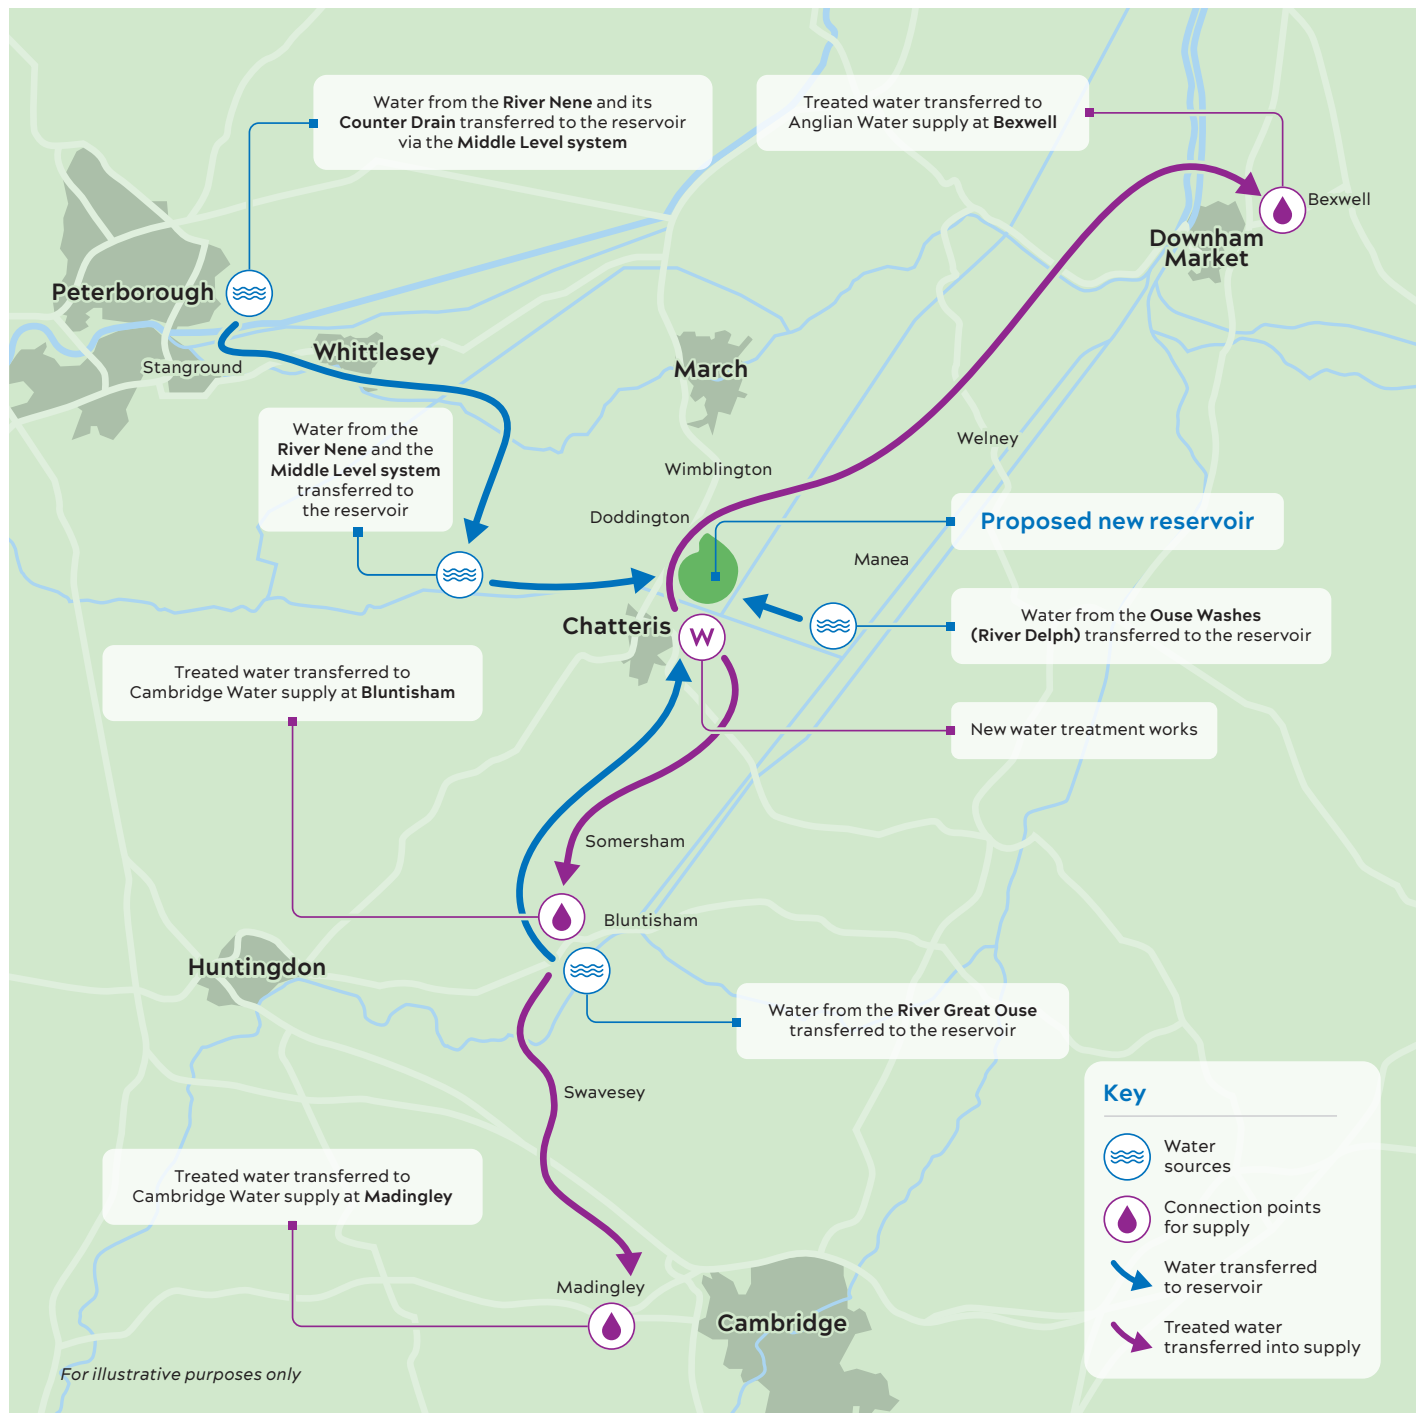 Water from the River Nene and its
Counter Drain transferred to the reservoir
via the Middle Level system
Treated water transferred to
Anglian Water supply at Bexwell
Bexwell
Downham
Market
Peterborough
Whittlesey
Stanground
March
Water from the
River Nene and the
Middle Level system
transferred to
the reservoir
Welney
Wimblington
Doddington
Proposed new reservoir
Manea
Chatteris
W
Water from the Ouse Washes
(River Delph) transferred to the reservoir
Treated water transferred to
Cambridge Water supply at Bluntisham
New water treatment works
Somersham
Bluntisham
Huntingdon
Water from the River Great Ouse
transferred to the reservoir
Swavesey
Treated water transferred to
Cambridge Water supply at Madingley
Madingley
Cambridge
Key
Water
sources
Connection points
for supply
Water transferred
to reservoir
Treated water
transferred into supply
For illustrative purposes only